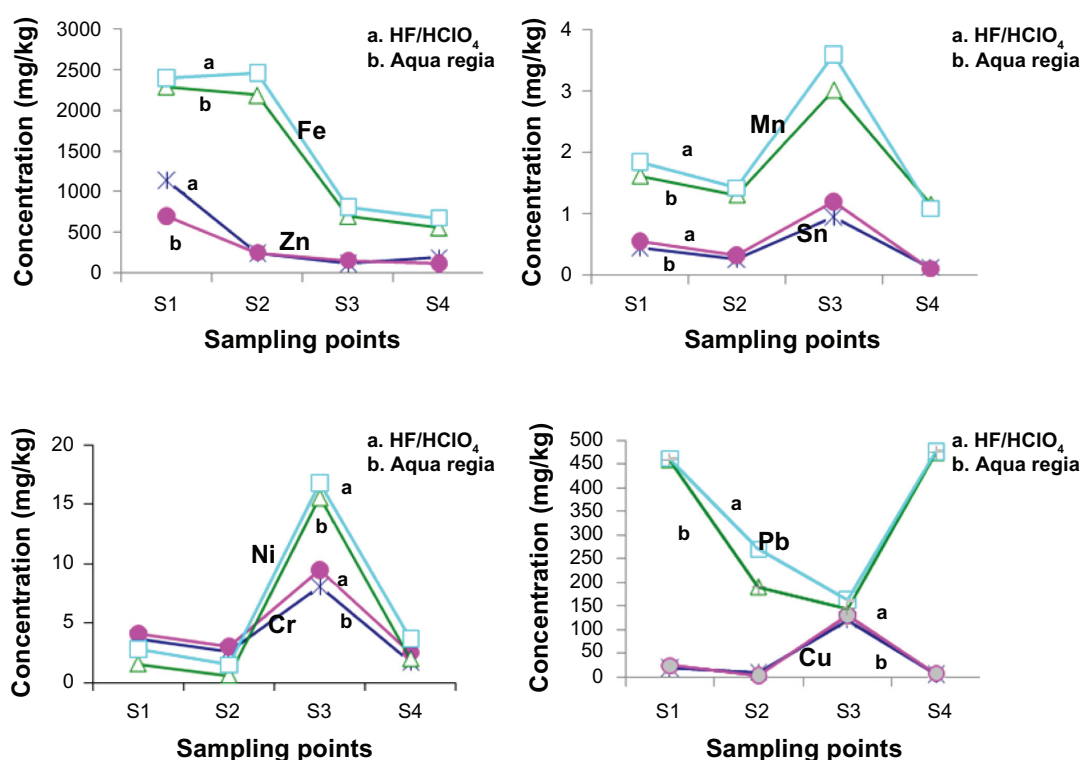 a. HF/HClO₄
b. Aqua regia
Concentration (mg/kg)
3000
2500
2000
1500
1000
500
0
a
b
Fe
a
b
Zn
S1 S2 S3 S4
Sampling points
a. HF/HClO₄
b. Aqua regia
Concentration (mg/kg)
4
3
2
1
0
a
b
Mn
a
b
Sn
S1 S2 S3 S4
Sampling points
a. HF/HClO₄
b. Aqua regia
Concentration (mg/kg)
20
15
10
5
0
a
b
Ni
a
b
Cr
S1 S2 S3 S4
Sampling points
a. HF/HClO₄
b. Aqua regia
Concentration (mg/kg)
500
450
400
350
300
250
200
150
100
50
0
a
b
Pb
a
b
Cu
S1 S2 S3 S4
Sampling points